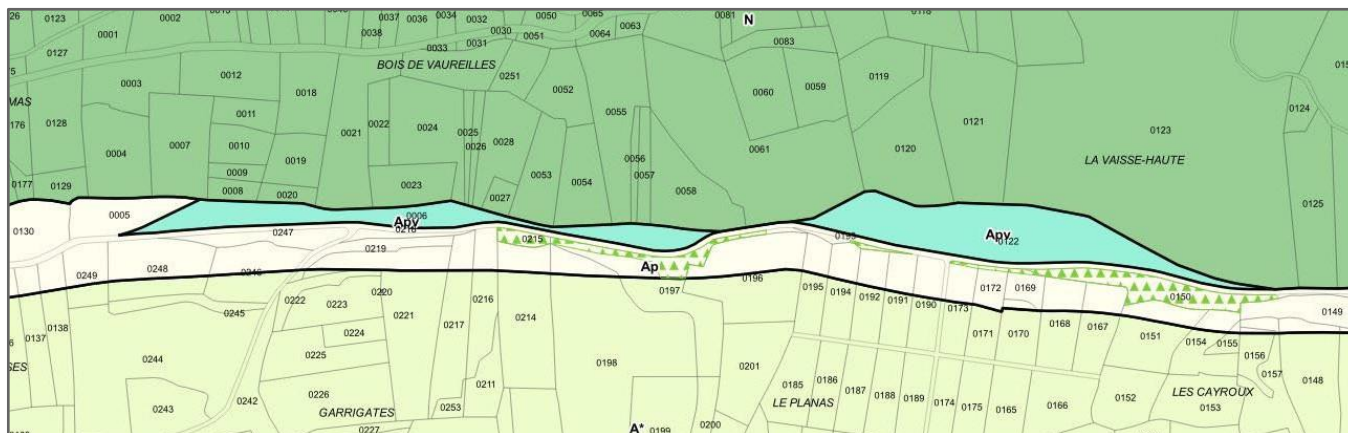 26 0123 0002 0037 0036 0034 0032 0050 0065 0063 0081 N
0001 0038 0033 0031 0030 0051 0064 0083
0127 BOIS DE VAUREILLES
0003 0012 0018 0251 0052 0060 0059 0119 0124
MAS
176 0128 0011 0021 0022 0024 0025 0028 0055 0121 0123
0004 0007 0010 0026 0061 0120
0009 0019 0053 0056 LA VAISSE-HAUTE
0177 0129 0008 0020 0023 0027 0054 0057 0058 0125
0005 0006
Apv
0130 0247 0216 0215 0193 Apv 0122
0219
0249 0248 0246 Ap 0196
0197
0222 0223 0220 0216 0195 0194 0192 0191 0190 0173 0172 0169 0150
0245 0221 0217 0214 0149
0138 0224 0171 0170 0168 0167 0151 0154 0155
0137 0225 0156
0244 0198 0201 0157
SES 0226 0211 0185 0186 0187 0188 0189 0174 0175 0165 0166 0152 LES CAYROUX 0148
0243 0242 GARRIGATES 0253 LE PLANAS 0153
0227 A* 0199 0200